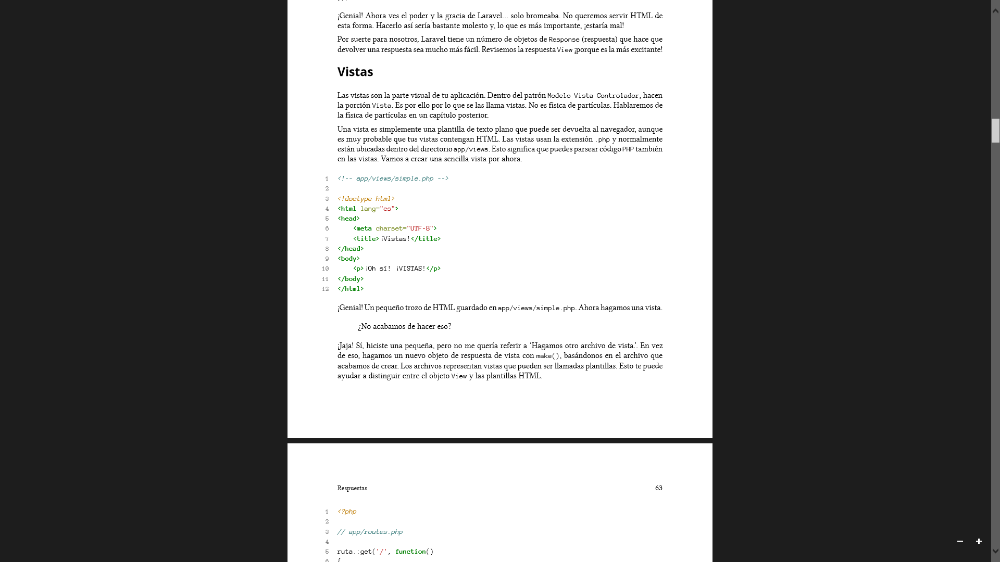 ¡Genial! Ahora ves el poder y la gracia de Laravel… solo bromeaba. No queremos servir HTML de
esta forma. Hacerlo así sería bastante molesto y, lo que es más importante, ¡estaría mal!
Por suerte para nosotros, Laravel tiene un número de objetos de Response (respuesta) que hace que
devolver una respuesta sea mucho más fácil. Revisemos la respuesta View ¡porque es la más excitante!
Vistas
Las vistas son la parte visual de tu aplicación. Dentro del patrón Modelo Vista Controlador, hacen
la porción Vista. Es por ello por lo que se las llama vistas. No es física de partículas. Hablaremos de
la física de partículas en un capítulo posterior.
Una vista es simplemente una plantilla de texto plano que puede ser devuelta al navegador, aunque
es muy probable que tus vistas contengan HTML. Las vistas usan la extensión .php y normalmente
están ubicadas dentro del directorio app/views. Esto significa que puedes parsear código PHP también
en las vistas. Vamos a crear una sencilla vista por ahora.
1 <!-- app/views/simple.php -->
2
3 <!doctype html>
4 <html lang="es">
5 <head>
6     <meta charset="UTF-8">
7     <title>¡Vistas!</title>
8 </head>
9 <body>
10     <p>¡Oh sí! ¡VISTAS!</p>
11 </body>
12 </html>
¡Genial! Un pequeño trozo de HTML guardado en app/views/simple.php. Ahora hagamos una vista.
¿No acabamos de hacer eso?
¡Jaja! Sí, hiciste una pequeña, pero no me quería referir a ‘Hagamos otro archivo de vista.’. En vez
de eso, hagamos un nuevo objeto de respuesta de vista con make(), basándonos en el archivo que
acabamos de crear. Los archivos representan vistas que pueden ser llamadas plantillas. Esto te puede
ayudar a distinguir entre el objeto View y las plantillas HTML.
Respuestas 63
1 <?php
2
3 // app/routes.php
4
5 ruta::get('/', function()
6 {